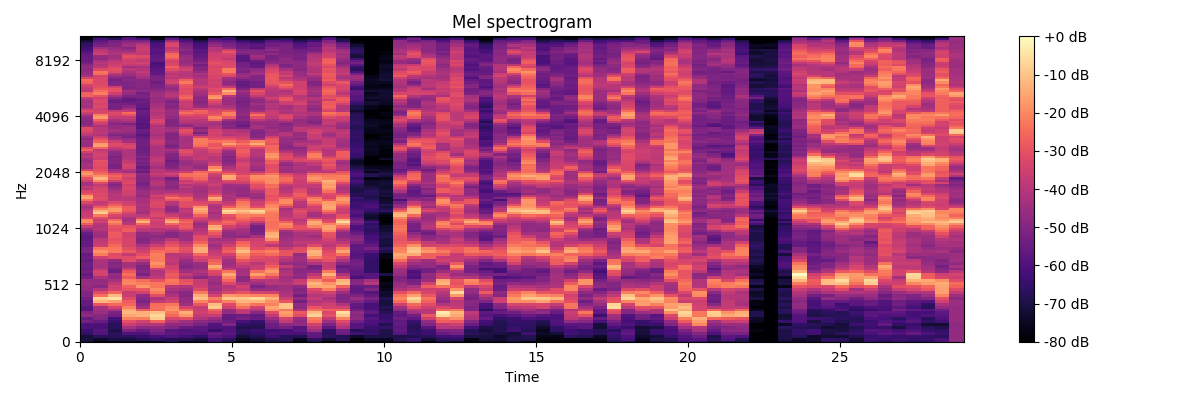 Mel spectrogram
+0 dB
8192
-10 dB
4096
-20 dB
-30 dB
2048
-40 dB
Hz
1024
-50 dB
-60 dB
512
-70 dB
0
-80 dB
0 5 10 15 20 25
Time